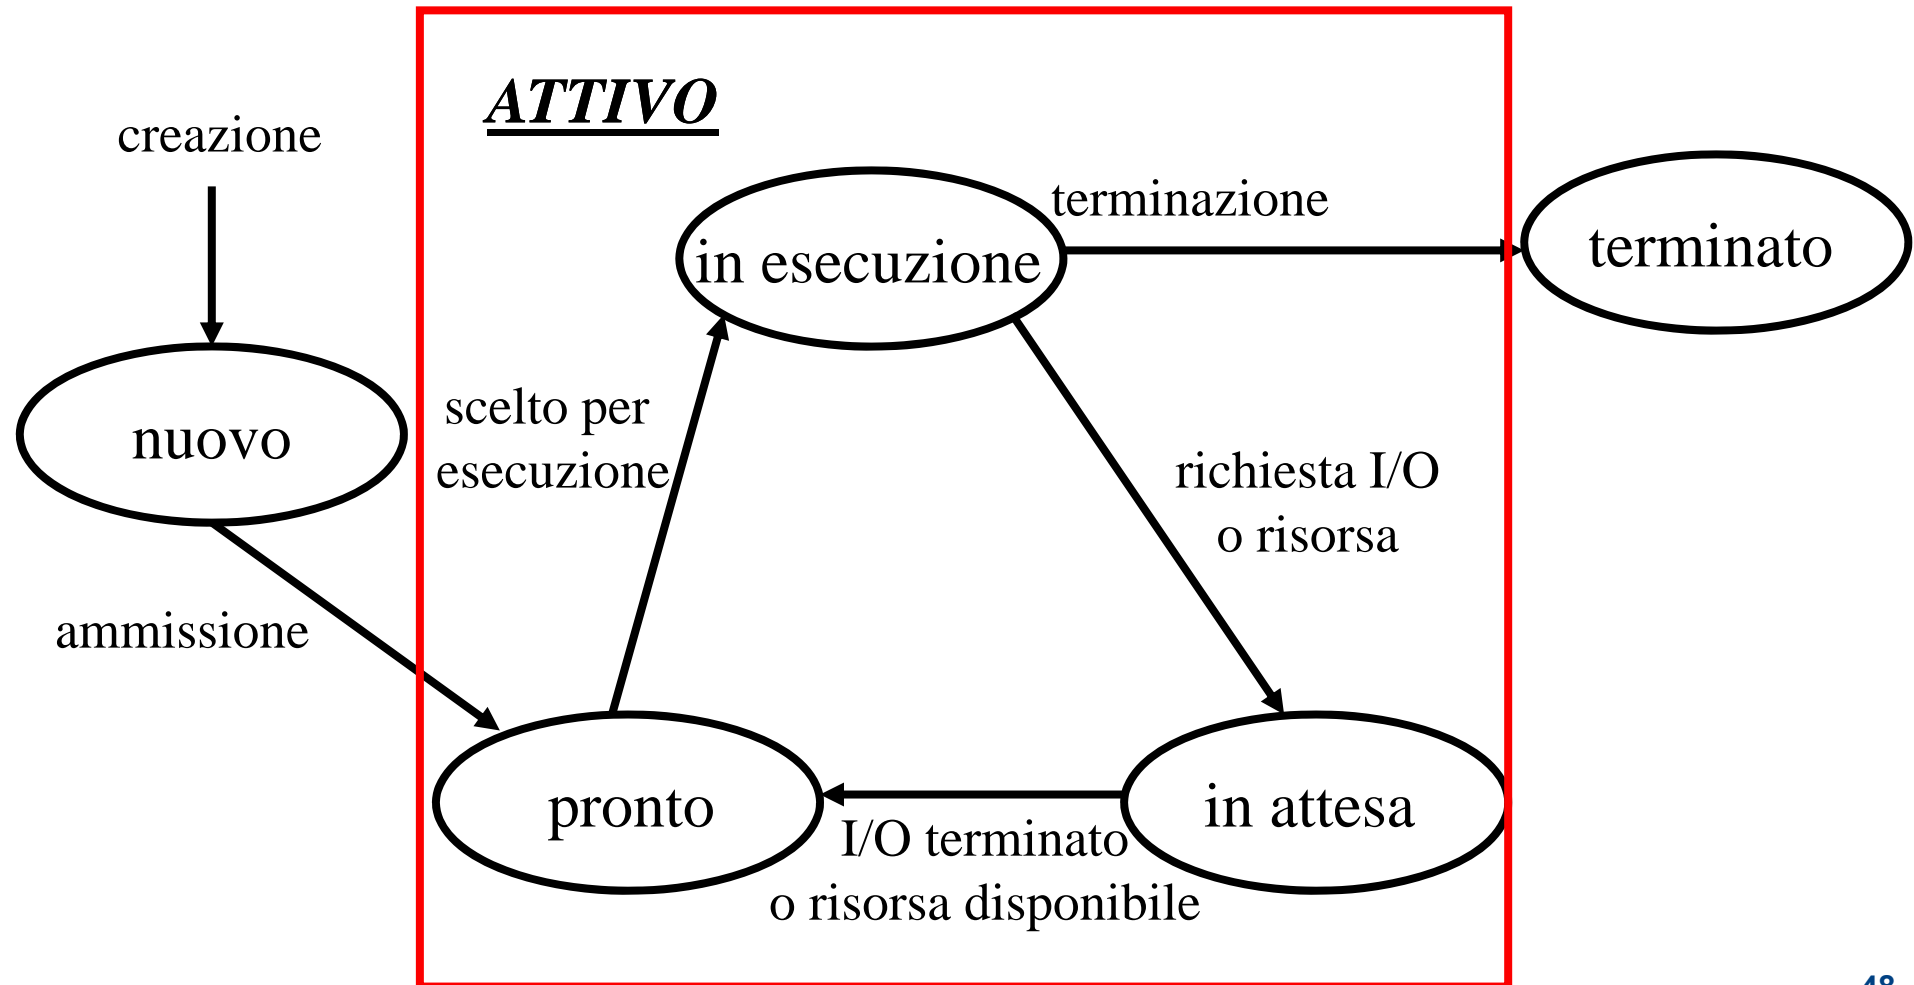 ATTIVO
creazione
terminazione
in esecuzione
terminato
nuovo
scelto per
esecuzione
richiesta I/O
o risorsa
ammissione
pronto
in attesa
I/O terminato
o risorsa disponibile
48